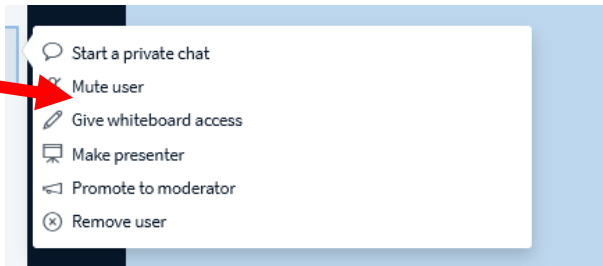 Start a private chat
Mute user
Give whiteboard access
Make presenter
Promote to moderator
Remove user